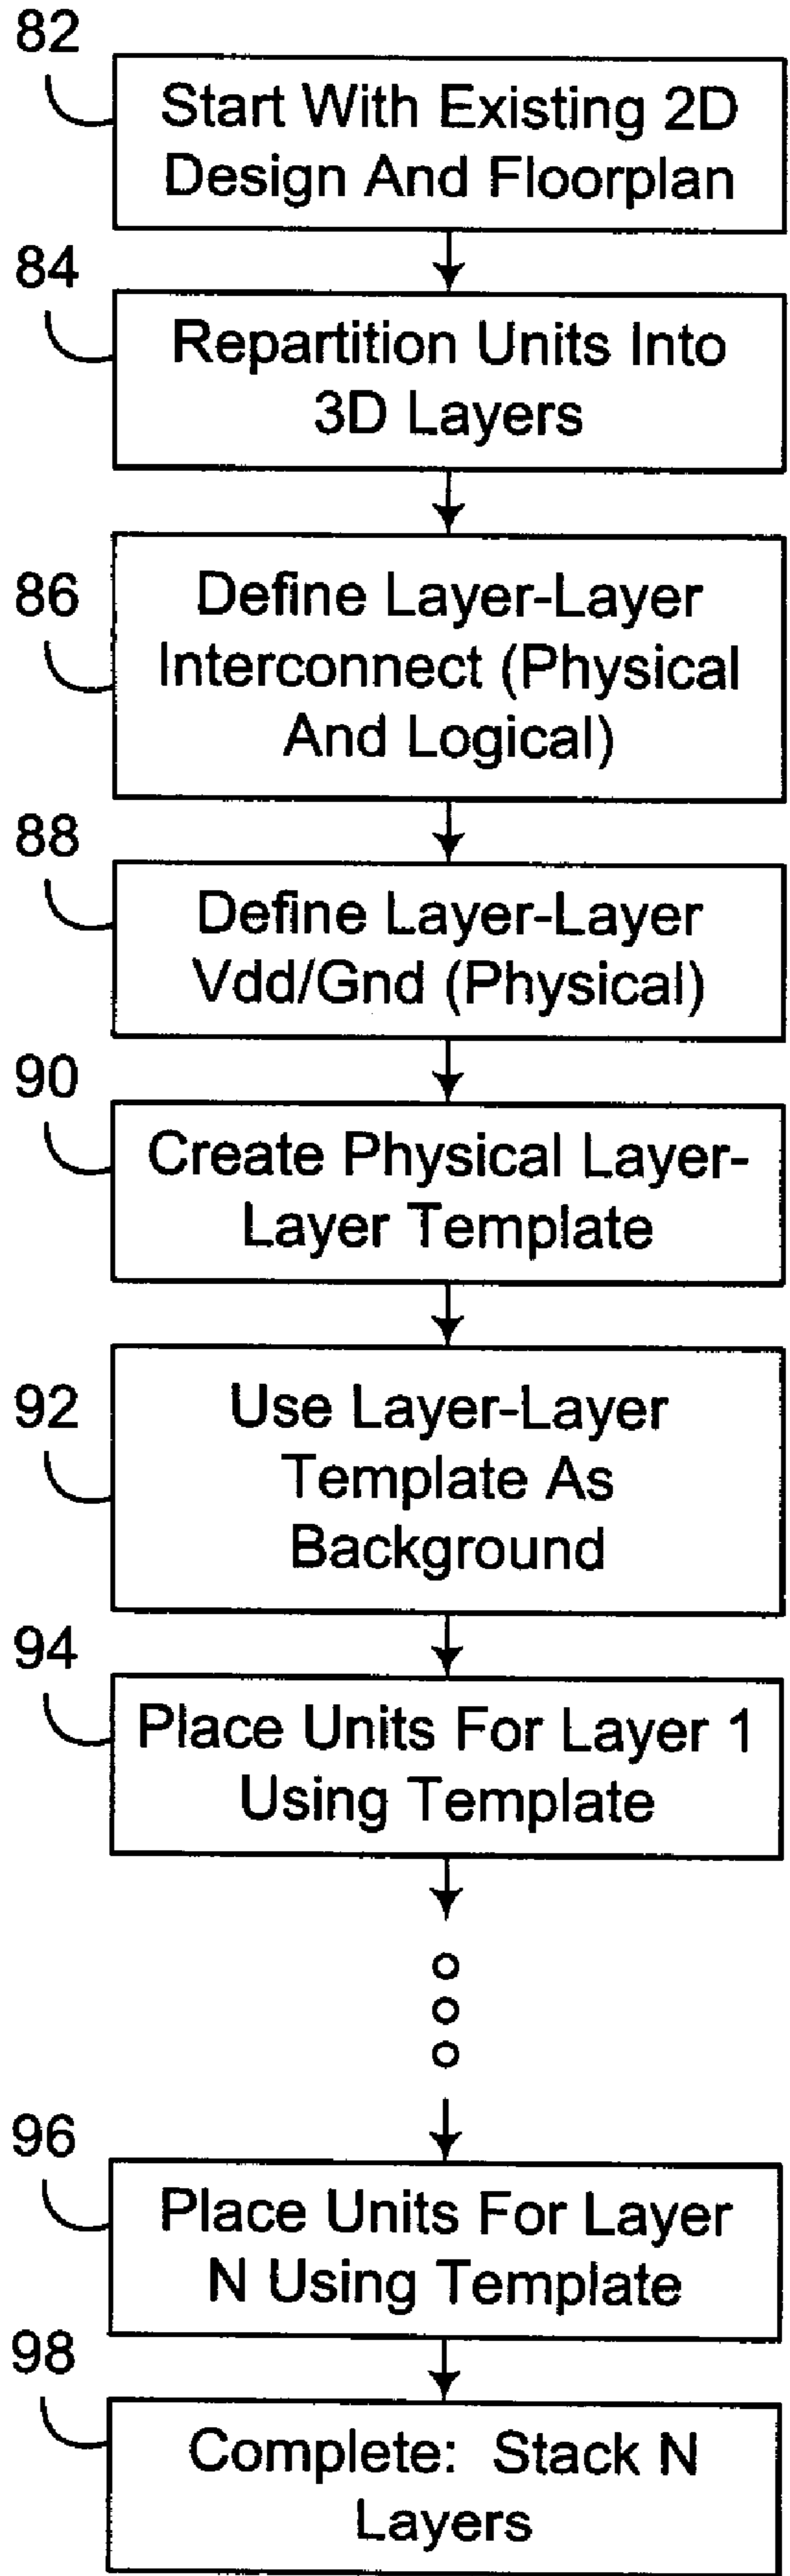 82
Start With Existing 2D
Design And Floorplan
84
Repartition Units Into
3D Layers
86
Define Layer-Layer
Interconnect (Physical
And Logical)
88
Define Layer-Layer
Vdd/Gnd (Physical)
90
Create Physical Layer-
Layer Template
92
Use Layer-Layer
Template As
Background
94
Place Units For Layer 1
Using Template
96
Place Units For Layer
N Using Template
98
Complete: Stack N
Layers